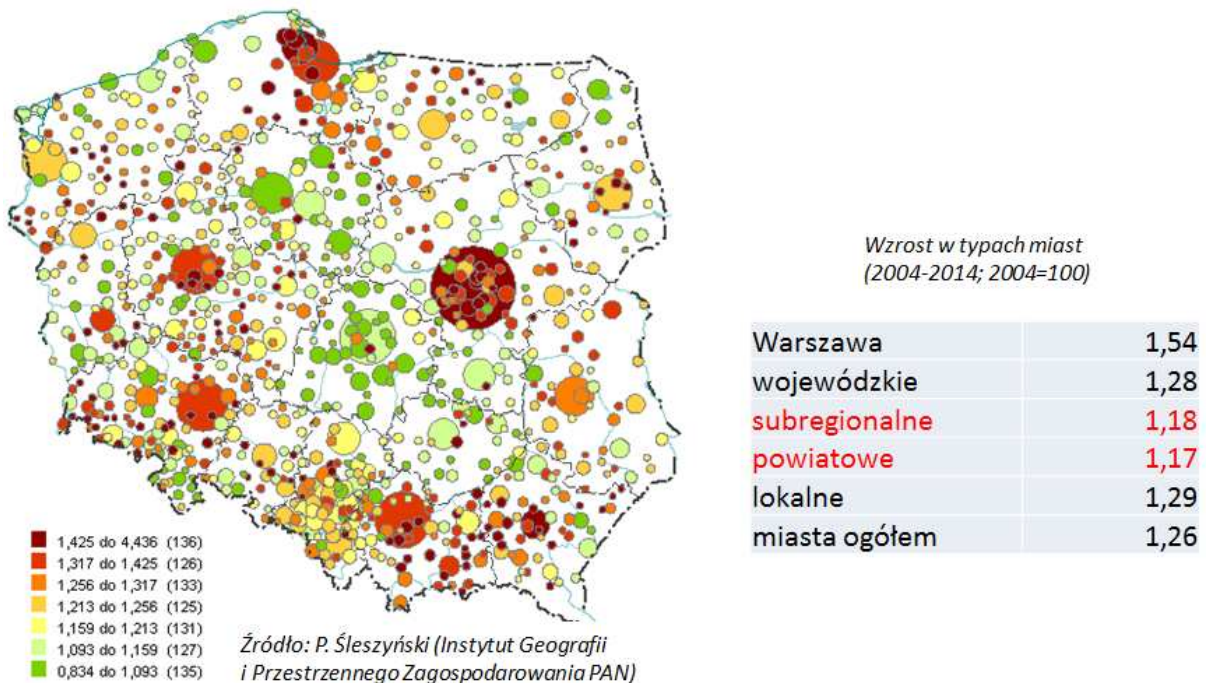 Wzrost w typach miast
(2004-2014; 2004=100)
Warszawa 1,54
wojewódzkie 1,28
subregionalne 1,18
powiatowe 1,17
lokalne 1,29
miasta ogółem 1,26
1,425 do 4,436 (136)
1,317 do 1,425 (126)
1,256 do 1,317 (133)
1,213 do 1,256 (125)
1,159 do 1,213 (131)
1,093 do 1,159 (127)
0,834 do 1,093 (135)
Źródło: P. Śleszyński (Instytut Geografii
i Przestrzennego Zagospodarowania PAN)